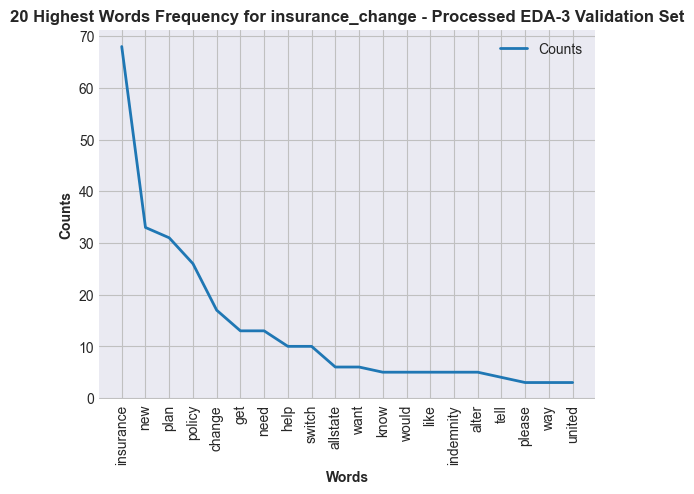 20 Highest Words Frequency for insurance_change - Processed EDA-3 Validation Set
Counts
70
60
50
40
30
20
10
0
Counts
insurance
new
plan
policy
change
get
need
help
switch
allstate
want
know
would
like
indemnity
alter
tell
please
way
united
Words